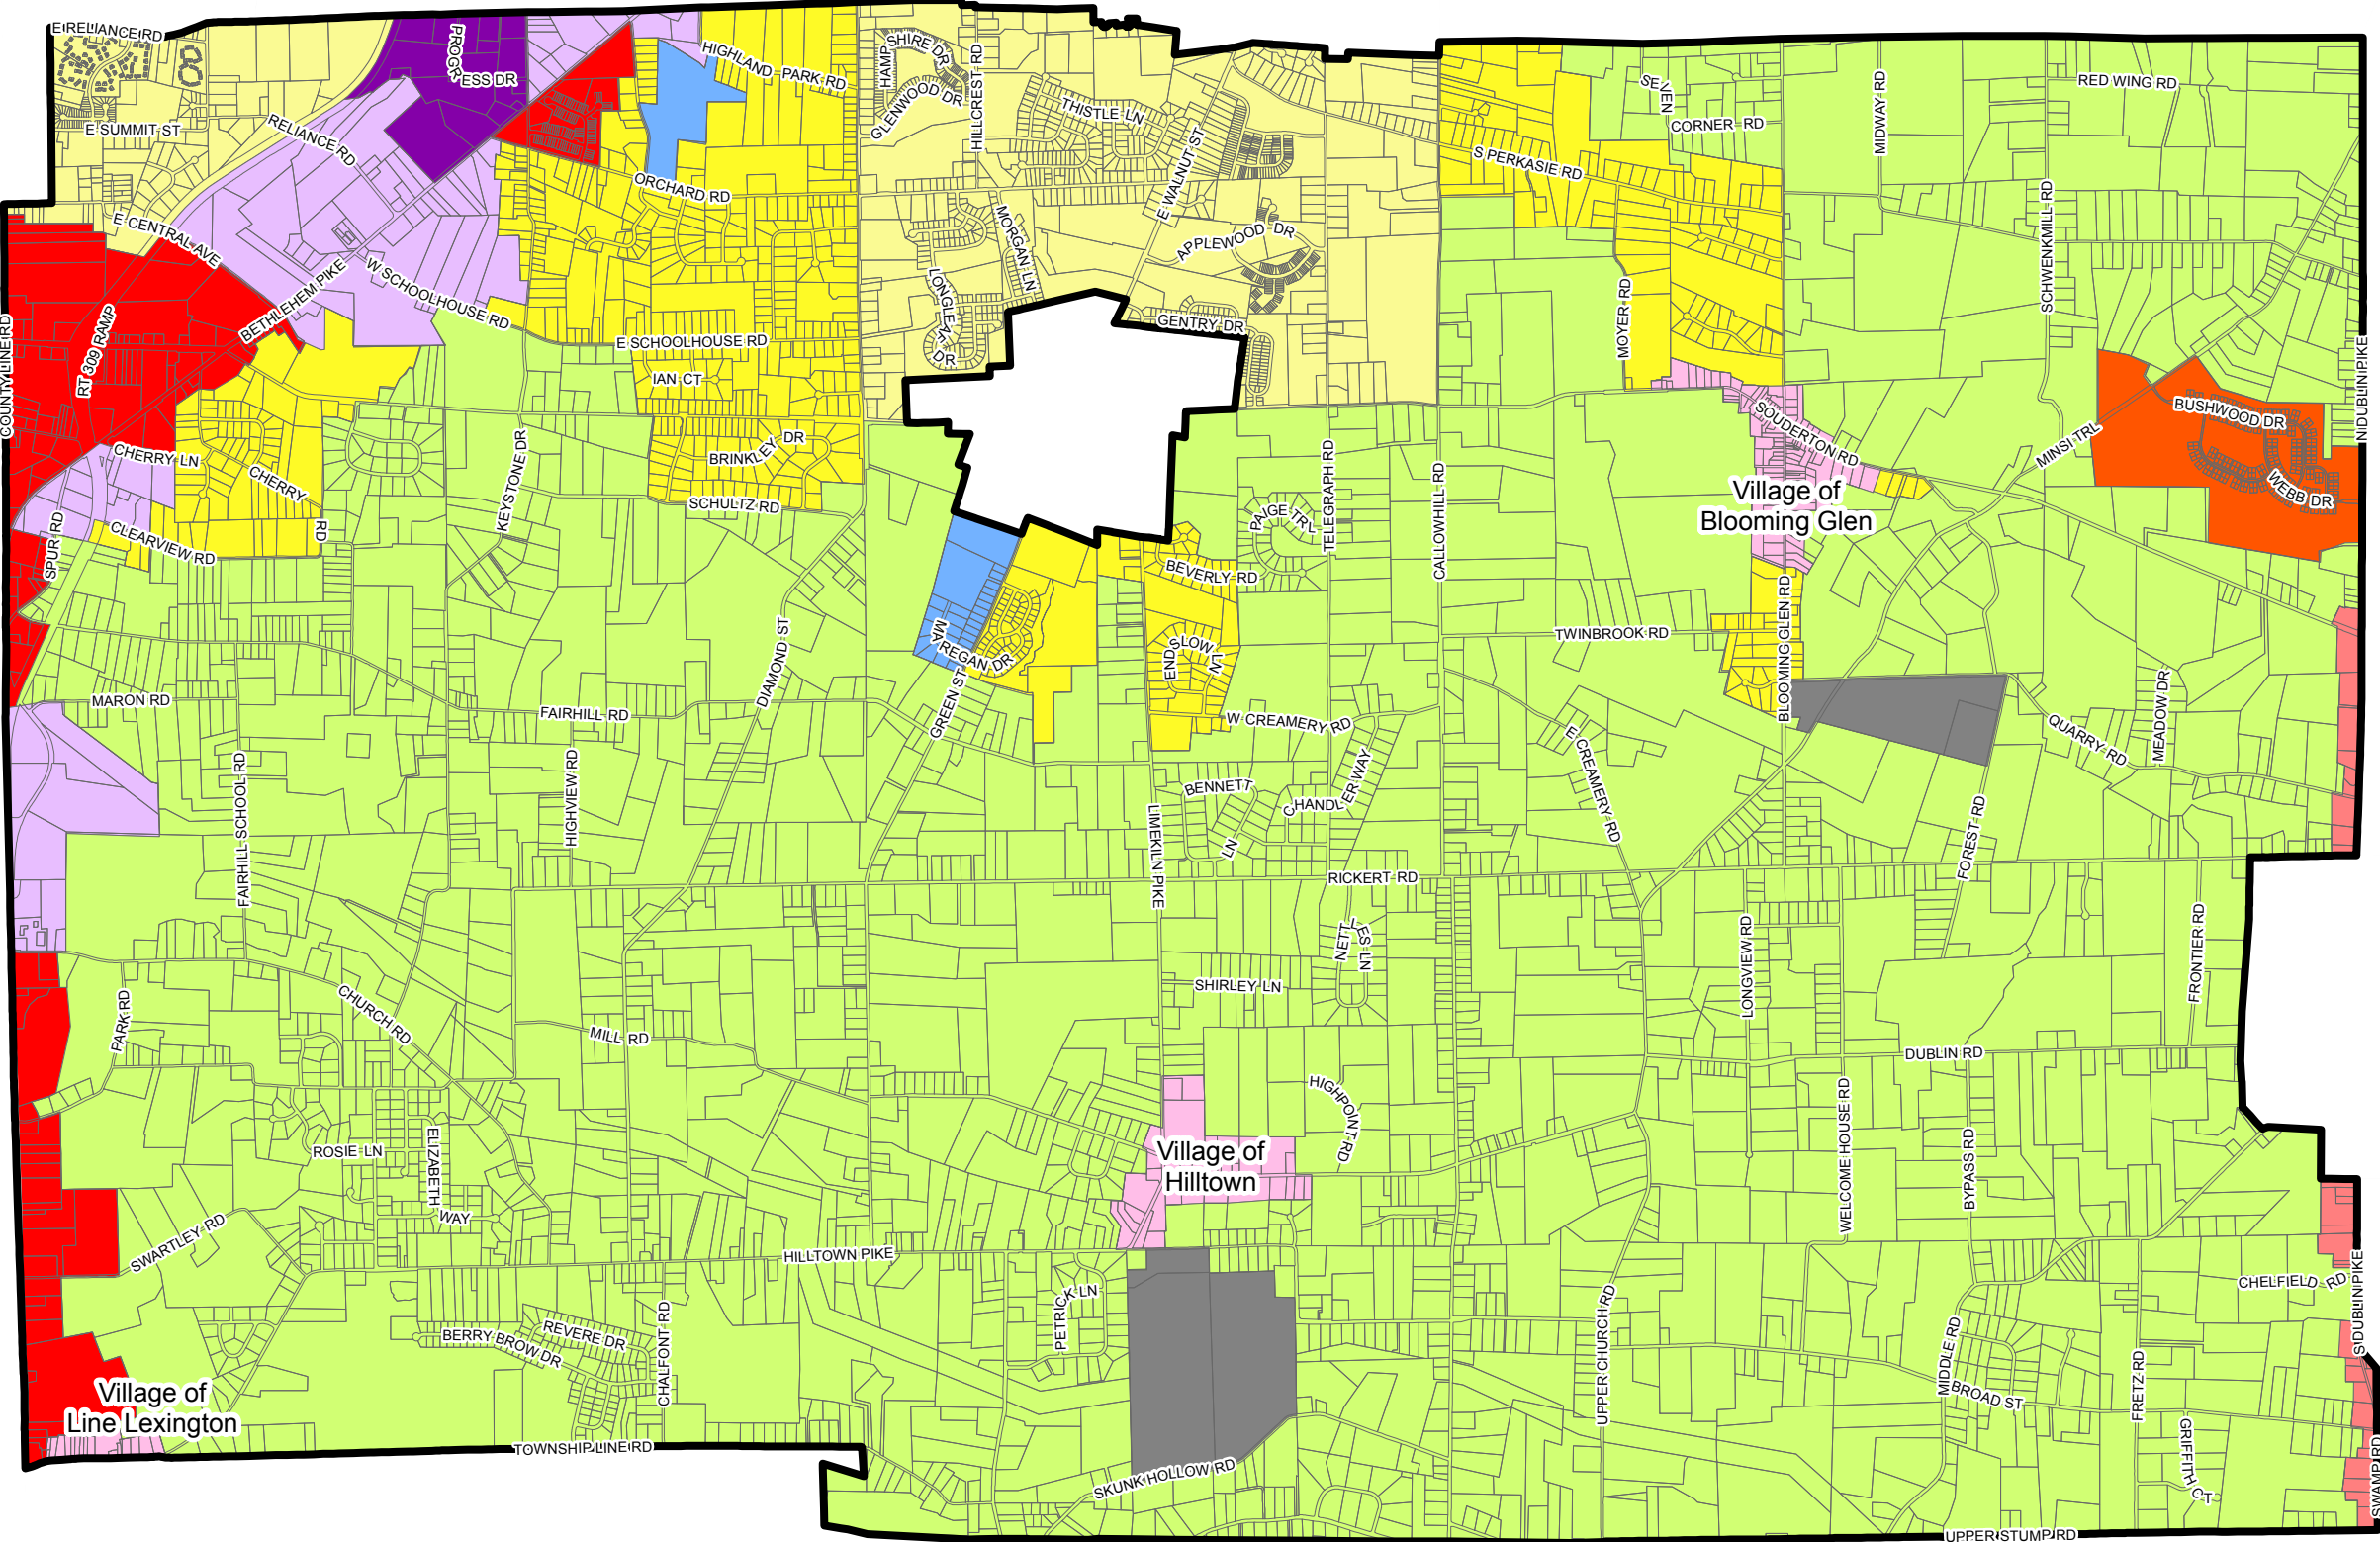 E RELIANCE RD
PROGRESS DR
HIGHLAND PARK RD
HAMPSHIRE DR
GLENWOOD DR
HILLCREST RD
THISTLE LN
E WALNUT ST
SEVEN CORNER RD
MIDWAY RD
RED WING RD
E SUMMIT ST
RELIANCE RD
S PERKASIE RD
ORCHARD RD
E CENTRAL AVE
MORGAN LN
APPLEWOOD DR
SCHWENKMILL RD
BETHLEHEM PIKE
W SCHOOLHOUSE RD
LONGLEAF DR
GENTRY DR
MOYER RD
COUNTY LINE RD
RT 309 RAMP
E SCHOOLHOUSE RD
IAN CT
N DUBLIN PIKE
BUSHWOOD DR
SOUDERTON RD
MINSI TRL
WEBB DR
CHERRY LN
CHERRY RD
KEYSTONE DR
BRINKLEY DR
SCHULTZ RD
TELEGRAPH RD
CALLOWHILL RD
Village of
Blooming Glen
PAIGE TRL
SPUR RD
CLEARVIEW RD
BEVERLY RD
BLOOMING GLEN RD
TWINBROOK RD
MAREGAN DR
ENDSLOW LN
DIAMOND ST
MARON RD
FAIRHILL RD
GREEN ST
W CREAMERY RD
E CREAMERY RD
QUARRY RD
MEADOW DR
FAIRHILL SCHOOL RD
HIGHVIEW RD
BENNETT LN
CHANDLER WAY
LIMEKILN PIKE
FOREST RD
RICKERT RD
NETTLES LN
LONGVIEW RD
FRONTIER RD
SHIRLEY LN
PARK RD
CHURCH RD
MILL RD
DUBLIN RD
HIGHPOINT RD
WELCOME HOUSE RD
BYPASS RD
ROSIE LN
ELIZABETH WAY
Village of
Hilltown
SWARTLEY RD
HILLTOWN PIKE
CHELFIELD RD
S DUBLIN PIKE
PETRICK LN
UPPER CHURCH RD
CHALFONT RD
BERRY BROW DR
REVERE DR
MIDDLE RD
BROAD ST
FRETZ RD
GRIFFITH CT
Village of
Line Lexington
TOWNSHIP LINE RD
SKUNK HOLLOW RD
SWAMP RD
UPPER STUMP RD